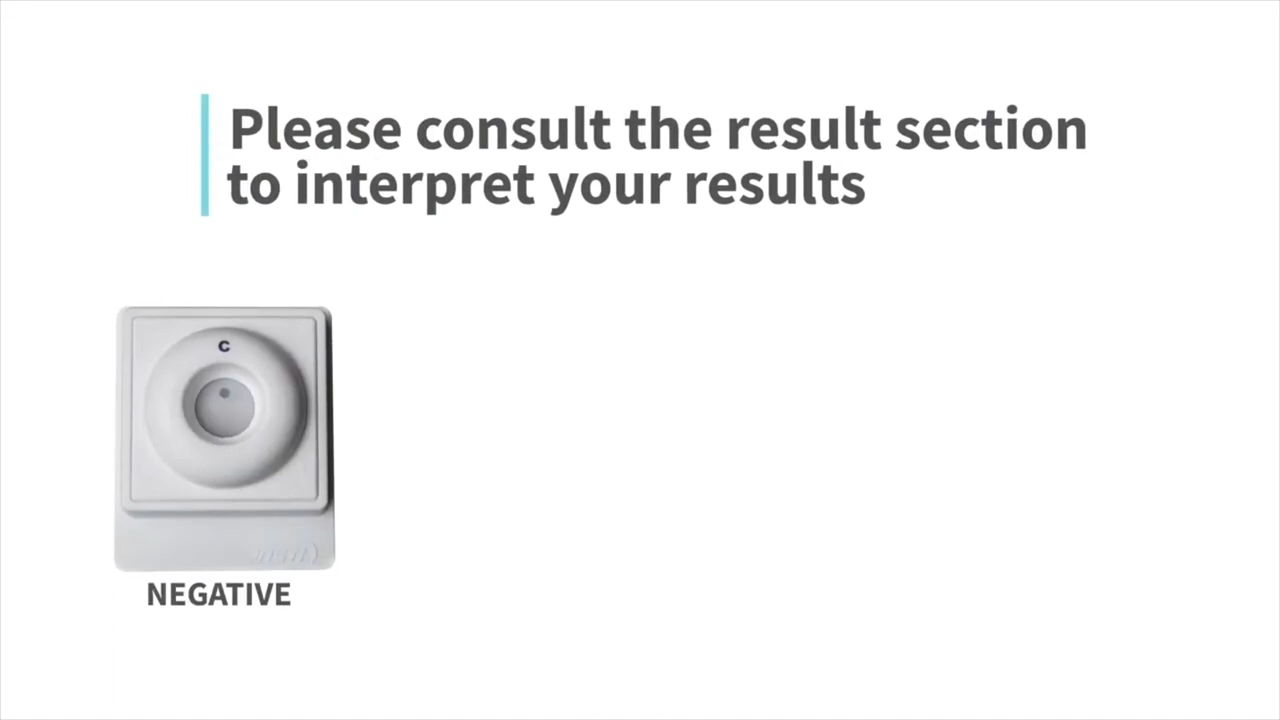 Please consult the result section
to interpret your results
C
NEGATIVE